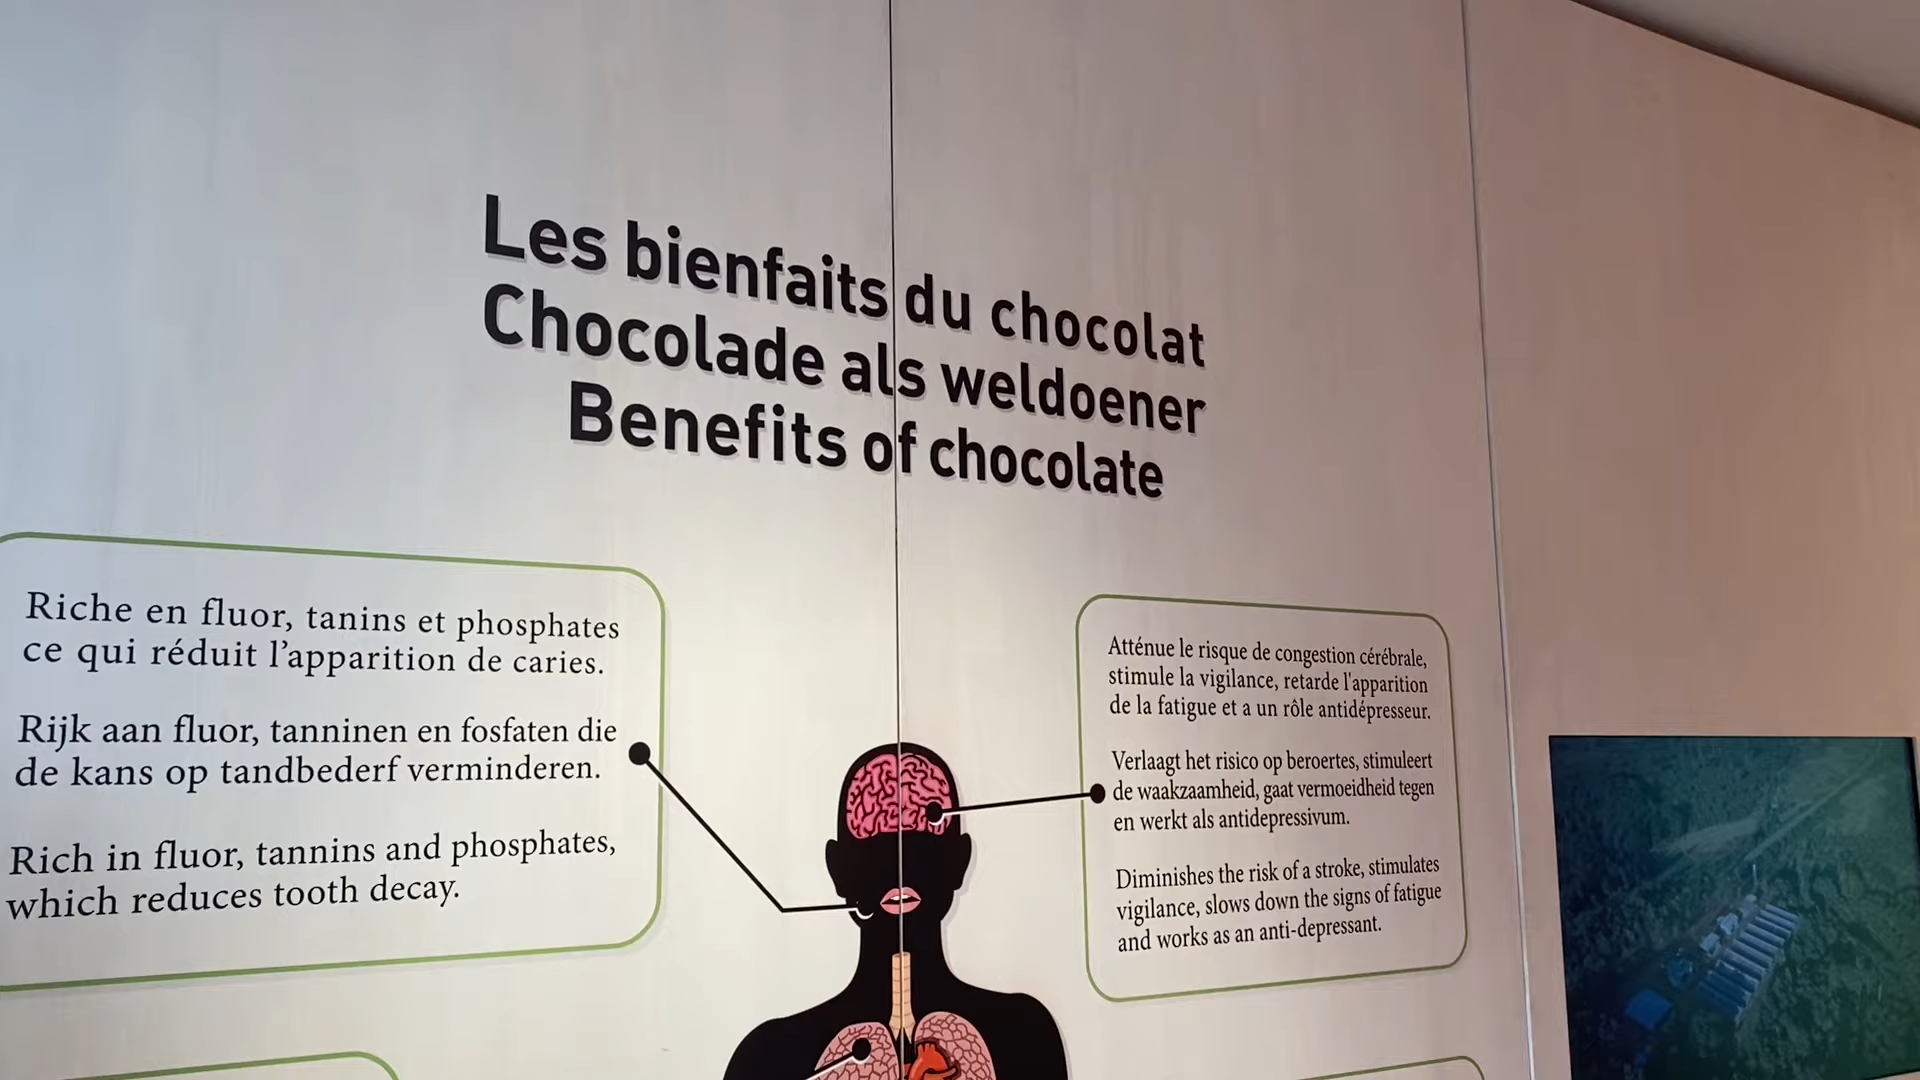 Les bienfaits du chocolat
Chocolade als weldoener
Benefits of chocolate
Riche en fluor, tanins et phosphates
ce qui réduit l'apparition de caries.
Rijk aan fluor, tanninen en fosfaten die
de kans op tandbederf verminderen.
Rich in fluor, tannins and phosphates,
which reduces tooth decay.
Atténue le risque de congestion cérébrale,
stimule la vigilance, retarde l'apparition
de la fatigue et a un rôle antidépresseur.
Verlaagt het risico op beroertes, stimuleert
de waakzaamheid, gaat vermoeidheid tegen
en werkt als antidepressivum.
Diminishes the risk of a stroke, stimulates
vigilance, slows down the signs of fatigue
and works as an anti-depressant.